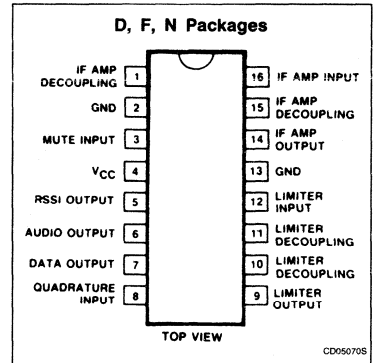 D, F, N Packages
IF AMP
DECOUPLING 1
GND 2
MUTE INPUT 3
VCC 4
RSSI OUTPUT 5
AUDIO OUTPUT 6
DATA OUTPUT 7
QUADRATURE
INPUT 8
16 IF AMP INPUT
15 IF AMP
DECOUPLING
14 IF AMP
OUTPUT
13 GND
12 LIMITER
INPUT
11 LIMITER
DECOUPLING
10 LIMITER
DECOUPLING
9 LIMITER
OUTPUT
TOP VIEW
CD05070S